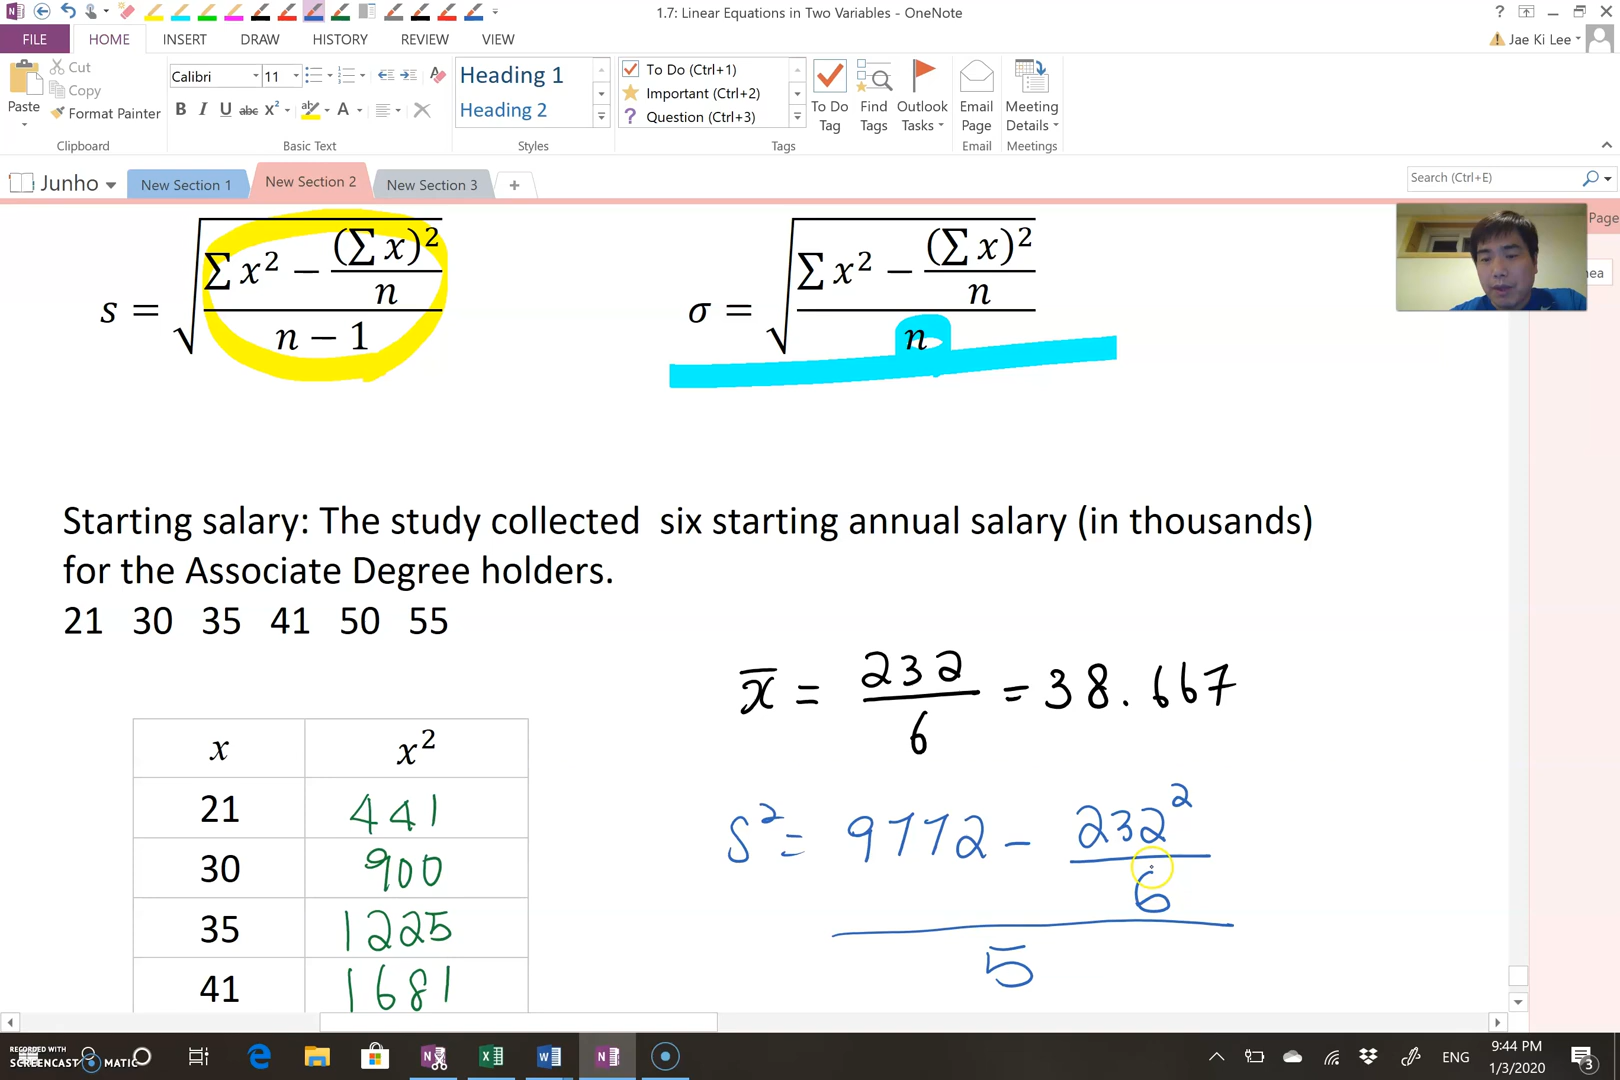 1.7: Linear Equations in Two Variables - OneNote
Jae Ki Lee
FILE HOME INSERT DRAW HISTORY REVIEW VIEW
Paste
Cut
Copy
Format Painter
Clipboard
Calibri 11
B I U abc x² ab A
Basic Text
Heading 1
Heading 2
Styles
To Do (Ctrl+1)
Important (Ctrl+2)
Question (Ctrl+3)
To Do Tag
Find Tags
Outlook Tasks
Tags
Email Page
Email
Meeting Details
Meetings
Junho New Section 1 New Section 2 New Section 3 +
Search (Ctrl+E)
Page
s = √((∑x² − (∑x)²/n)/(n − 1))
σ = √((∑x² − (∑x)²/n)/n)
Starting salary: The study collected six starting annual salary (in thousands)
for the Associate Degree holders.
21 30 35 41 50 55
x̄ = 232/6 = 38.667
S² = (9772 − 232²/6)/5
x x²
21 441
30 900
35 1225
41 1681
RECORDED WITH
SCREENCAST MATIC
ENG
9:44 PM
1/3/2020
3